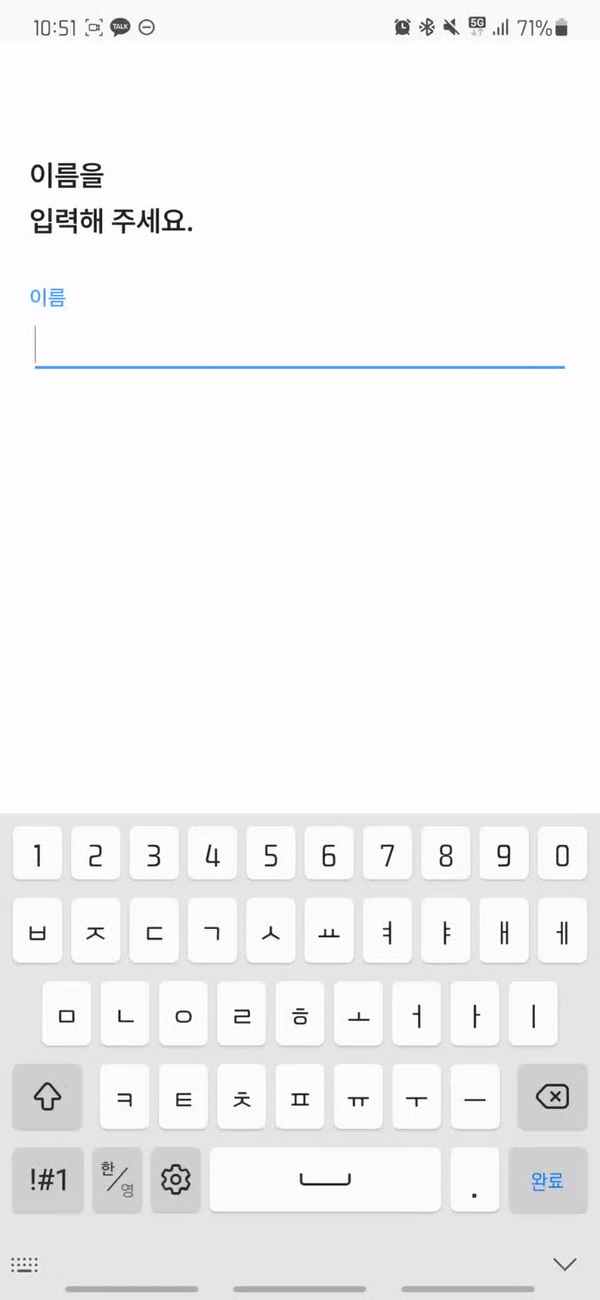 10:51 TALK 5G 71%
이름을
입력해 주세요.
이름
1 2 3 4 5 6 7 8 9 0
ㅂ ㅈ ㄷ ㄱ ㅅ ㅛ ㅕ ㅑ ㅐ ㅔ
ㅁ ㄴ ㅇ ㄹ ㅎ ㅗ ㅓ ㅏ ㅣ
ㅋ ㅌ ㅊ ㅍ ㅠ ㅜ ㅡ
!#1 한/영 . 완료